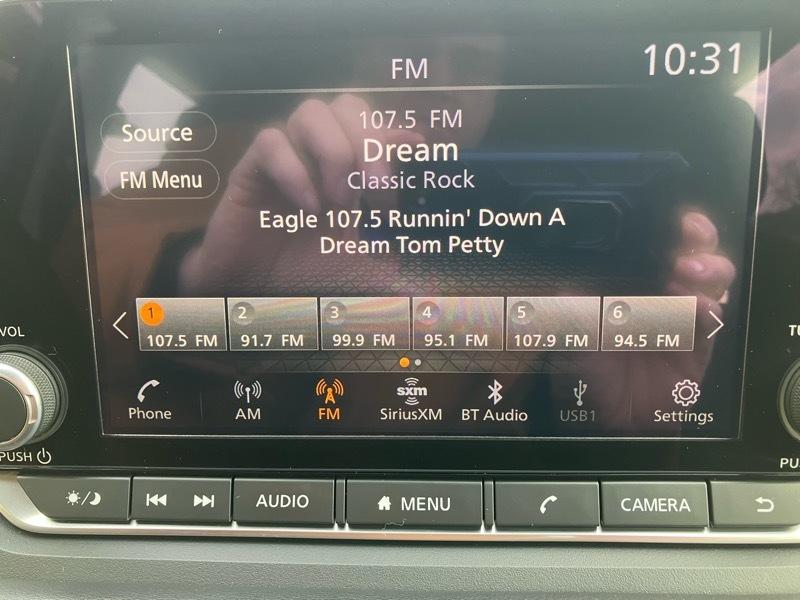 FM
10:31
Source
107.5 FM
Dream
FM Menu
Classic Rock
Eagle 107.5 Runnin' Down A
Dream Tom Petty
1
2
3
4
5
6
107.5 FM
91.7 FM
99.9 FM
95.1 FM
107.9 FM
94.5 FM
Phone
AM
FM
sxm
SiriusXM
BT Audio
USB1
Settings
VOL
TU
PUSH
PU
AUDIO
MENU
CAMERA